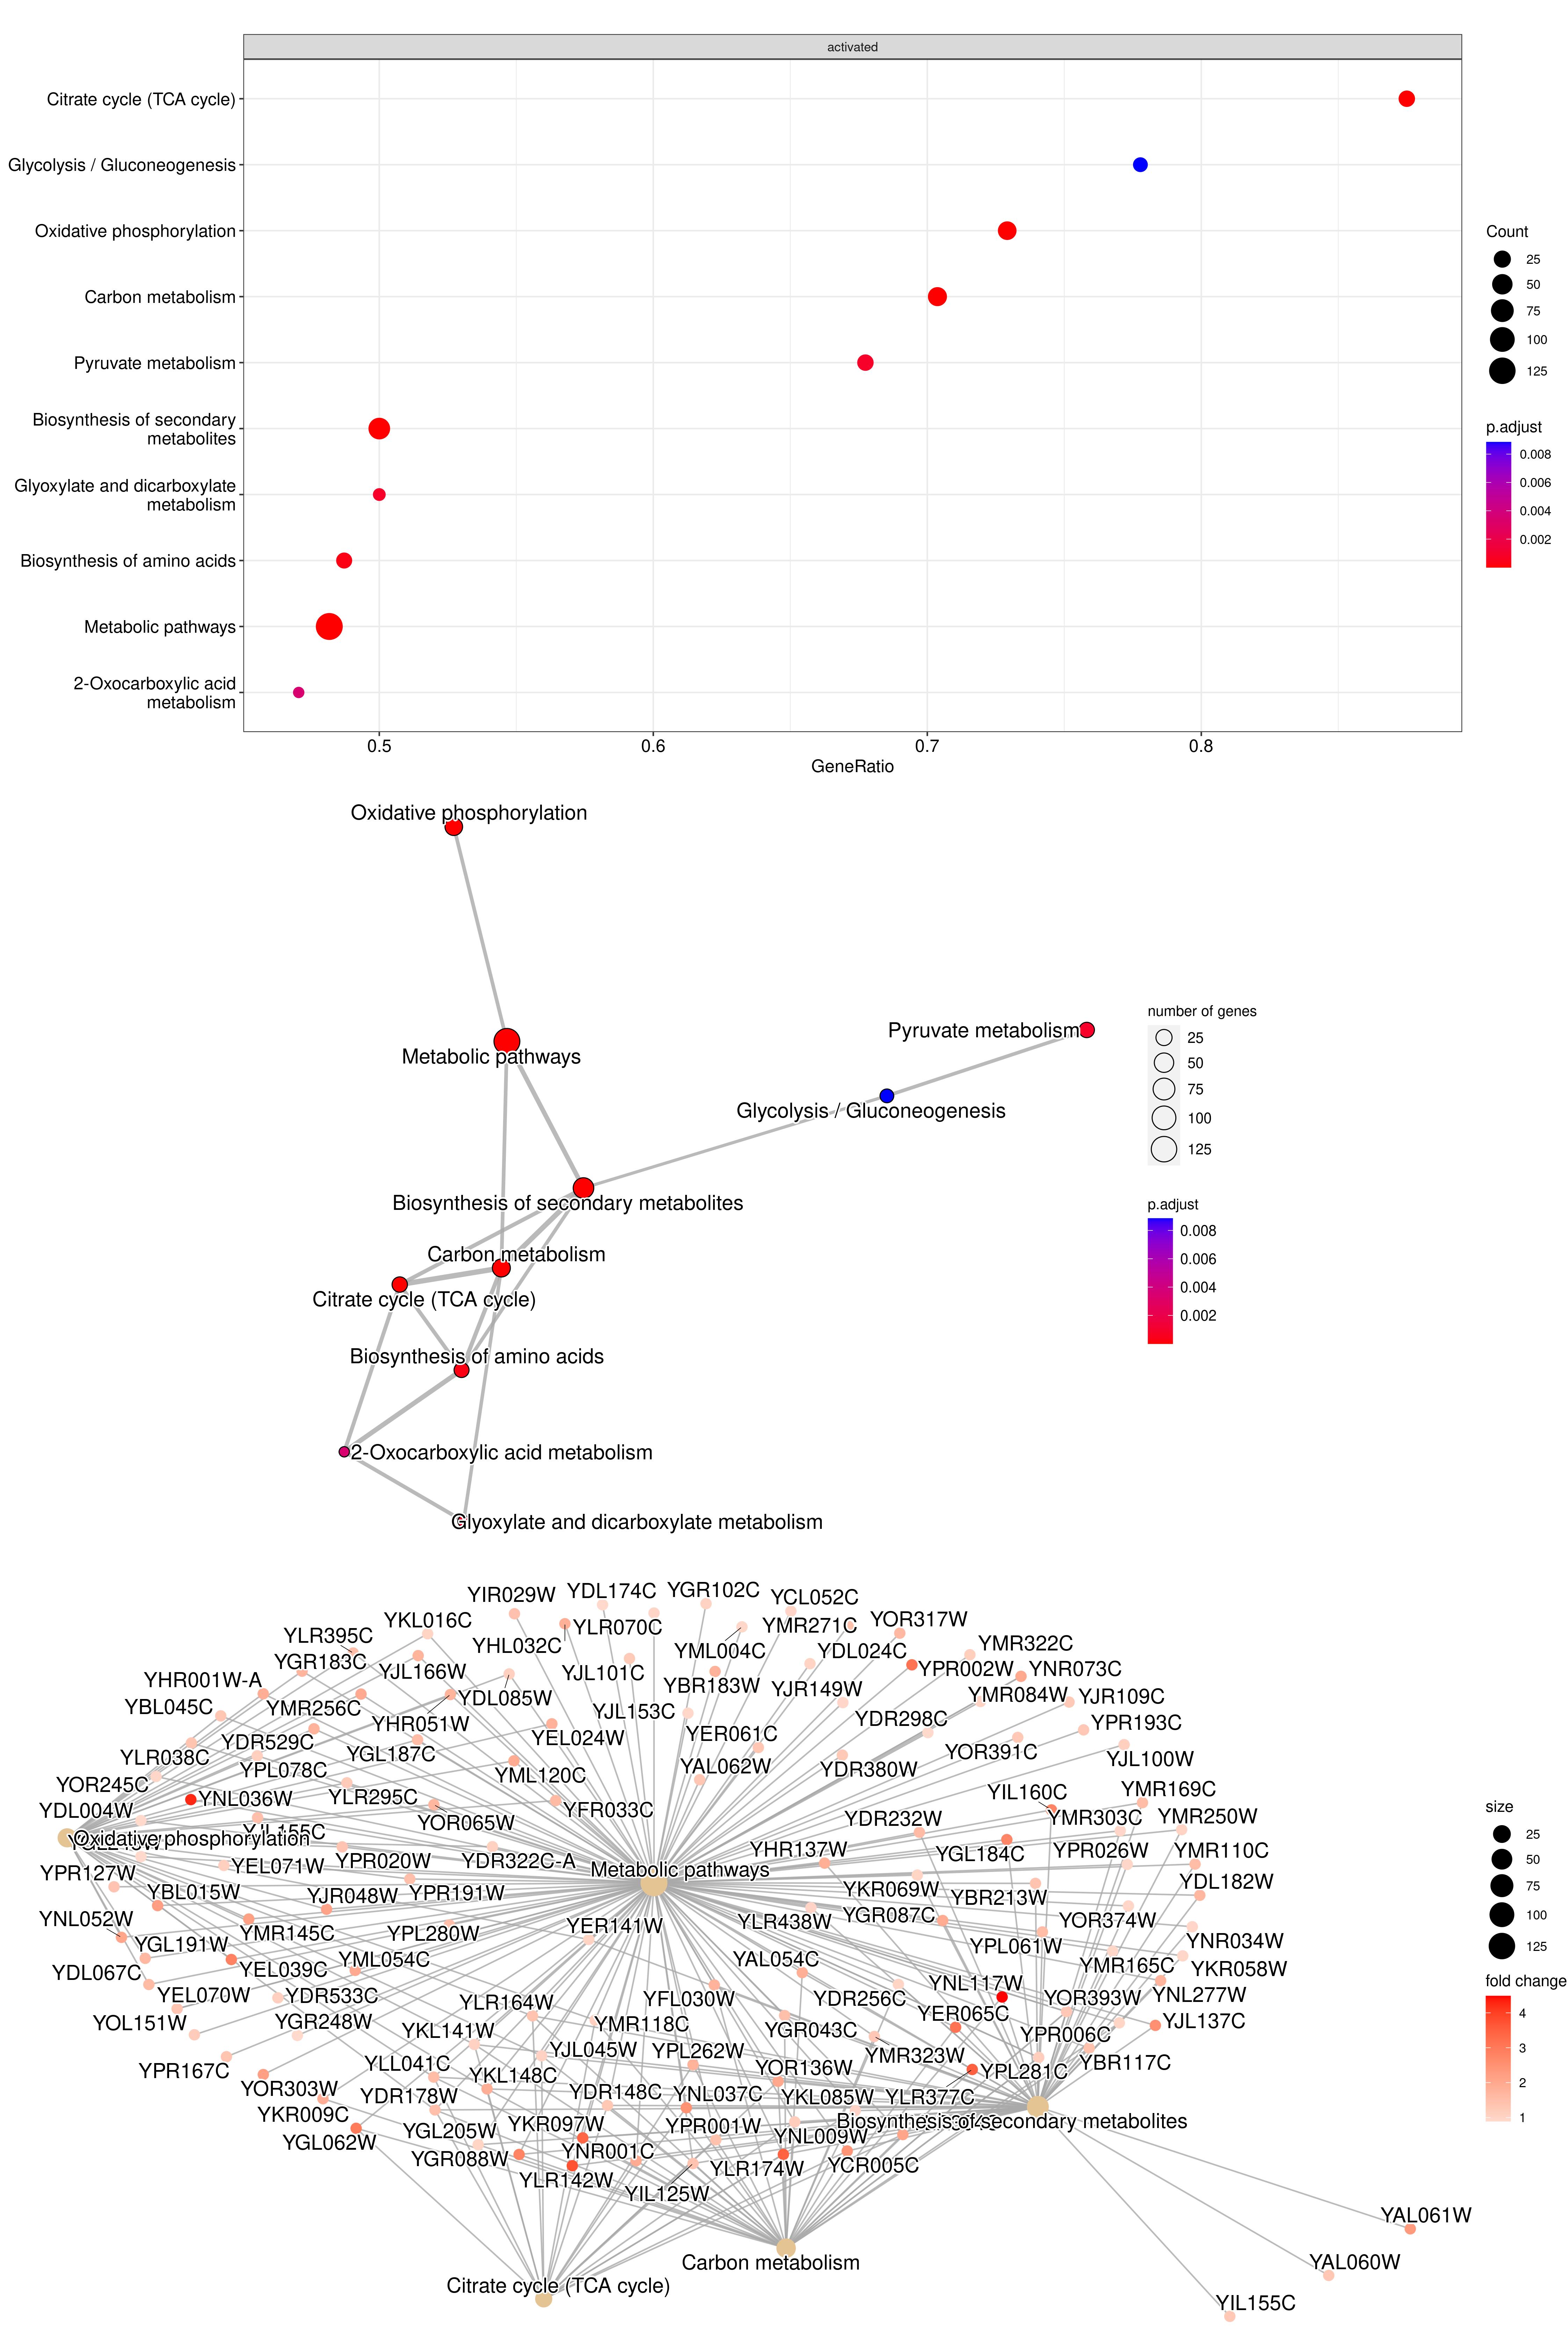 activated
Citrate cycle (TCA cycle)
Glycolysis / Gluconeogenesis
Oxidative phosphorylation
Carbon metabolism
Pyruvate metabolism
Biosynthesis of secondary
metabolites
Glyoxylate and dicarboxylate
metabolism
Biosynthesis of amino acids
Metabolic pathways
2-Oxocarboxylic acid
metabolism
0.5 0.6 0.7 0.8
GeneRatio
Count
25
50
75
100
125
p.adjust
0.008
0.006
0.004
0.002
Oxidative phosphorylation
Metabolic pathways
Pyruvate metabolism
Glycolysis / Gluconeogenesis
Biosynthesis of secondary metabolites
Carbon metabolism
Citrate cycle (TCA cycle)
Biosynthesis of amino acids
2-Oxocarboxylic acid metabolism
Glyoxylate and dicarboxylate metabolism
number of genes
25
50
75
100
125
p.adjust
0.008
0.006
0.004
0.002
YIR029W YDL174C YGR102C YCL052C
YKL016C YLR070C YMR271C YOR317W
YLR395C YHL032C YML004C YDL024C YMR322C
YGR183C YJL166W YJL101C YBR183W YPR002W YNR073C
YHR001W-A YDL085W YJR149W YMR084W YJR109C
YBL045C YMR256C YHR051W YJL153C YDR298C YPR193C
YDR529C YGL187C YEL024W YER061C YOR391C YJL100W
YLR038C YPL078C YML120C YAL062W YDR380W
YOR245C YNL036W YLR295C YFR033C YIL160C YMR169C
YDL004W YOR065W YDR232W YMR303C YMR250W
Oxidative phosphorylation
YPR127W YEL071W YPR020W YDR322C-A Metabolic pathways YHR137W YGL184C YPR026W YMR110C
YBL015W YJR048W YPR191W YKR069W YBR213W YDL182W
YNL052W YMR145C YPL280W YER141W YLR438W YGR087C YOR374W
YGL191W YEL039C YML054C YPL061W YNR034W
YDL067C YAL054C YMR165C YKR058W
YEL070W YDR533C YLR164W YFL030W YDR256C YNL117W YNL277W
YOL151W YGR248W YKL141W YMR118C YGR043C YER065C YOR393W YJL137C
YPR167C YLL041C YJL045W YPL262W YMR323W YPR006C YBR117C
YOR303W YDR178W YKL148C YOR136W YPL281C
YKR009C YDR148C YNL037C YKL085W YLR377C
YGL062W YGL205W YKR097W YPR001W YNL009W Biosynthesis of secondary metabolites
YGR088W YNR001C YLR174W YCR005C
YLR142W YIL125W
YAL061W
Carbon metabolism YAL060W
Citrate cycle (TCA cycle)
YIL155C
size
25
50
75
100
125
fold change
4
3
2
1